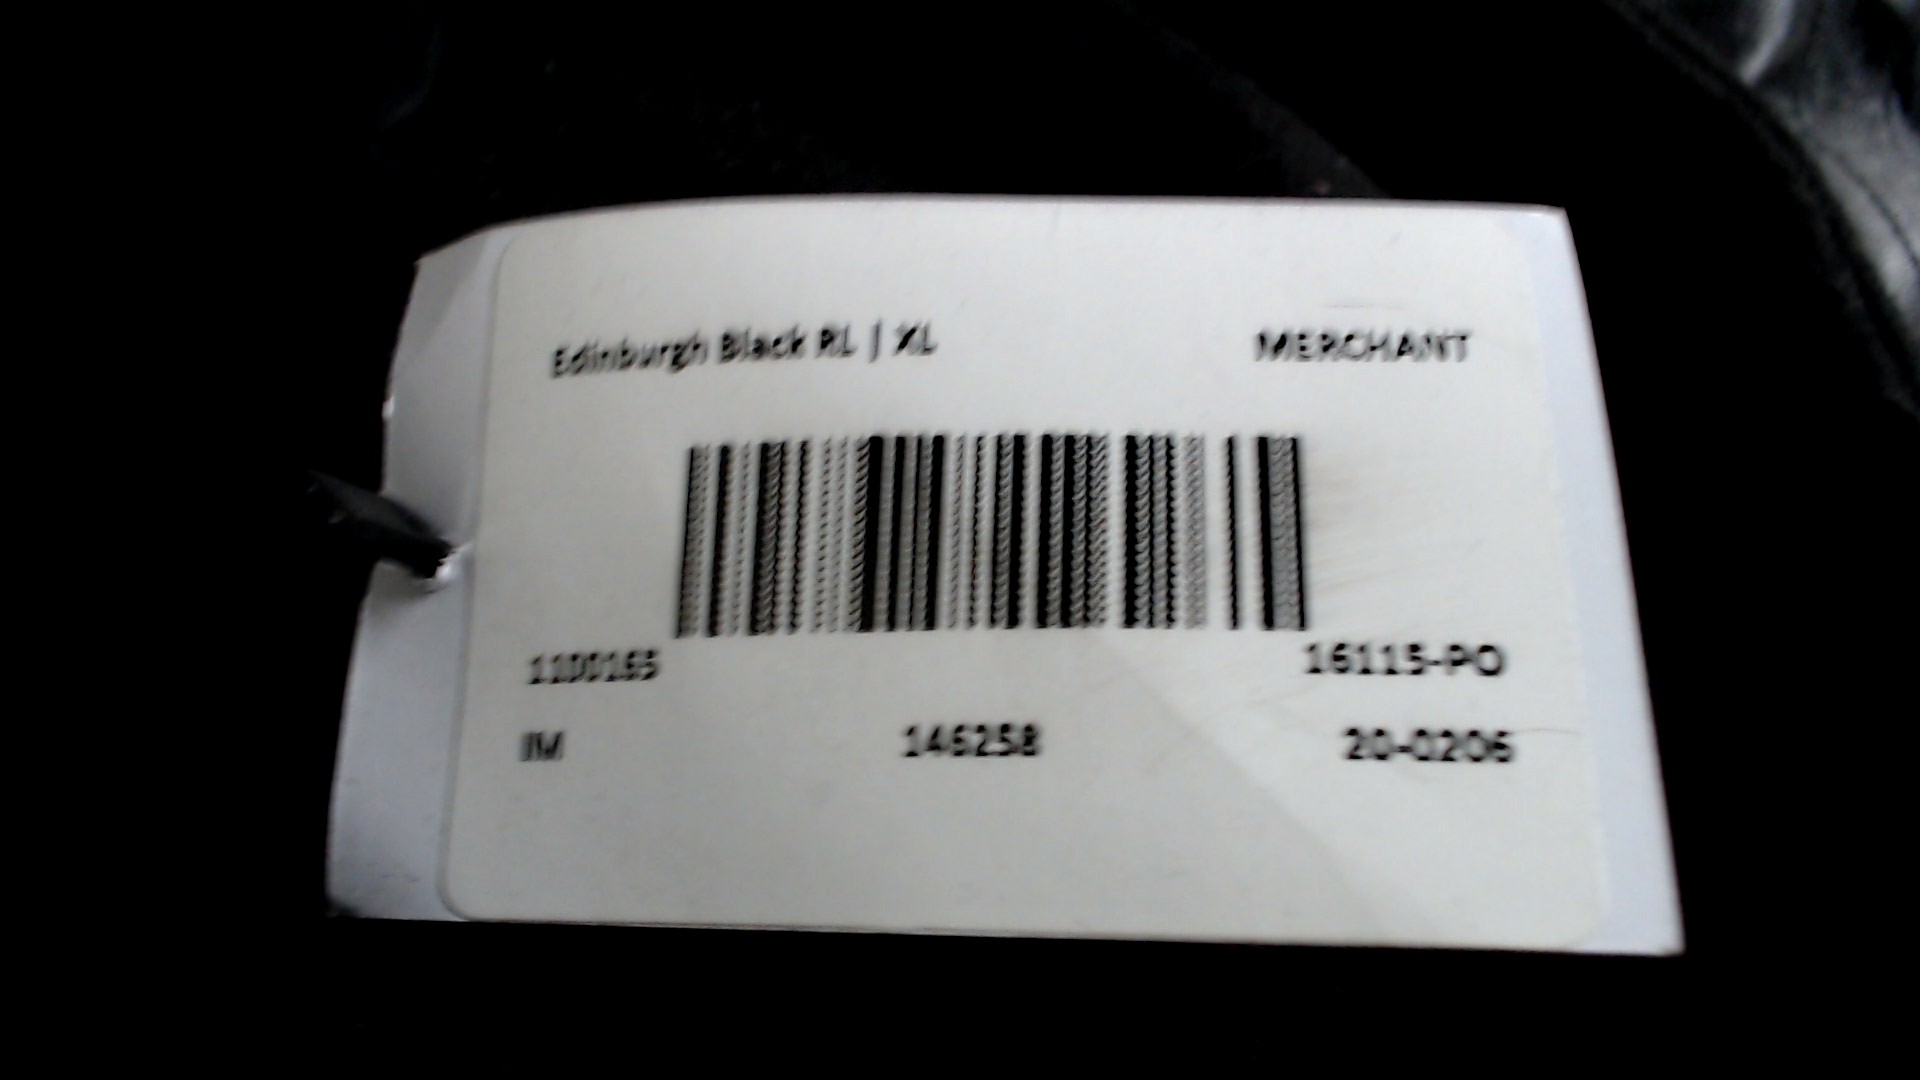 Edinburgh Black RL | XL MERCHANT
1100165 16115-PO
IM 146258 20-0206